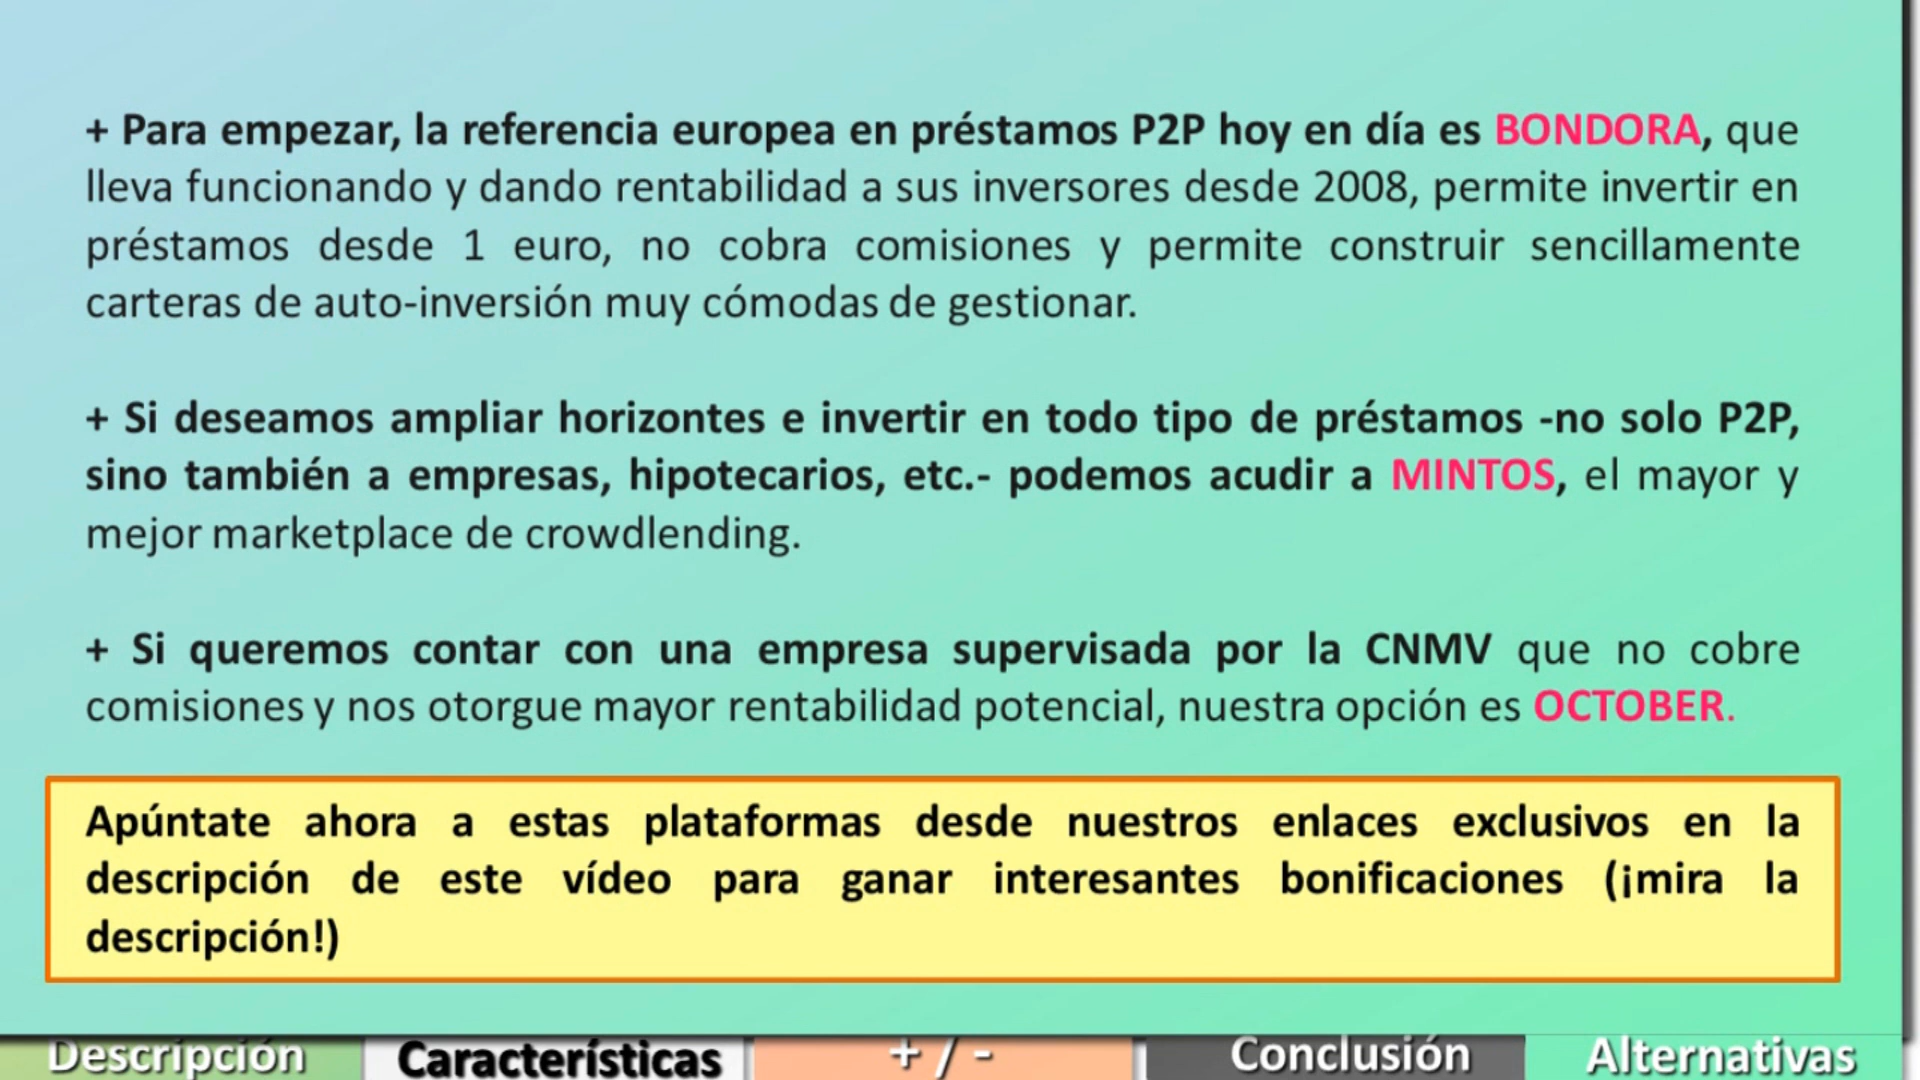 + Para empezar, la referencia europea en préstamos P2P hoy en día es BONDORA, que
lleva funcionando y dando rentabilidad a sus inversores desde 2008, permite invertir en
préstamos desde 1 euro, no cobra comisiones y permite construir sencillamente
carteras de auto-inversión muy cómodas de gestionar.
+ Si deseamos ampliar horizontes e invertir en todo tipo de préstamos -no solo P2P,
sino también a empresas, hipotecarios, etc.- podemos acudir a MINTOS, el mayor y
mejor marketplace de crowdlending.
+ Si queremos contar con una empresa supervisada por la CNMV que no cobre
comisiones y nos otorgue mayor rentabilidad potencial, nuestra opción es OCTOBER.
Apúntate ahora a estas plataformas desde nuestros enlaces exclusivos en la
descripción de este vídeo para ganar interesantes bonificaciones (¡mira la
descripción!)
Descripción Características + / - Conclusión Alternativas